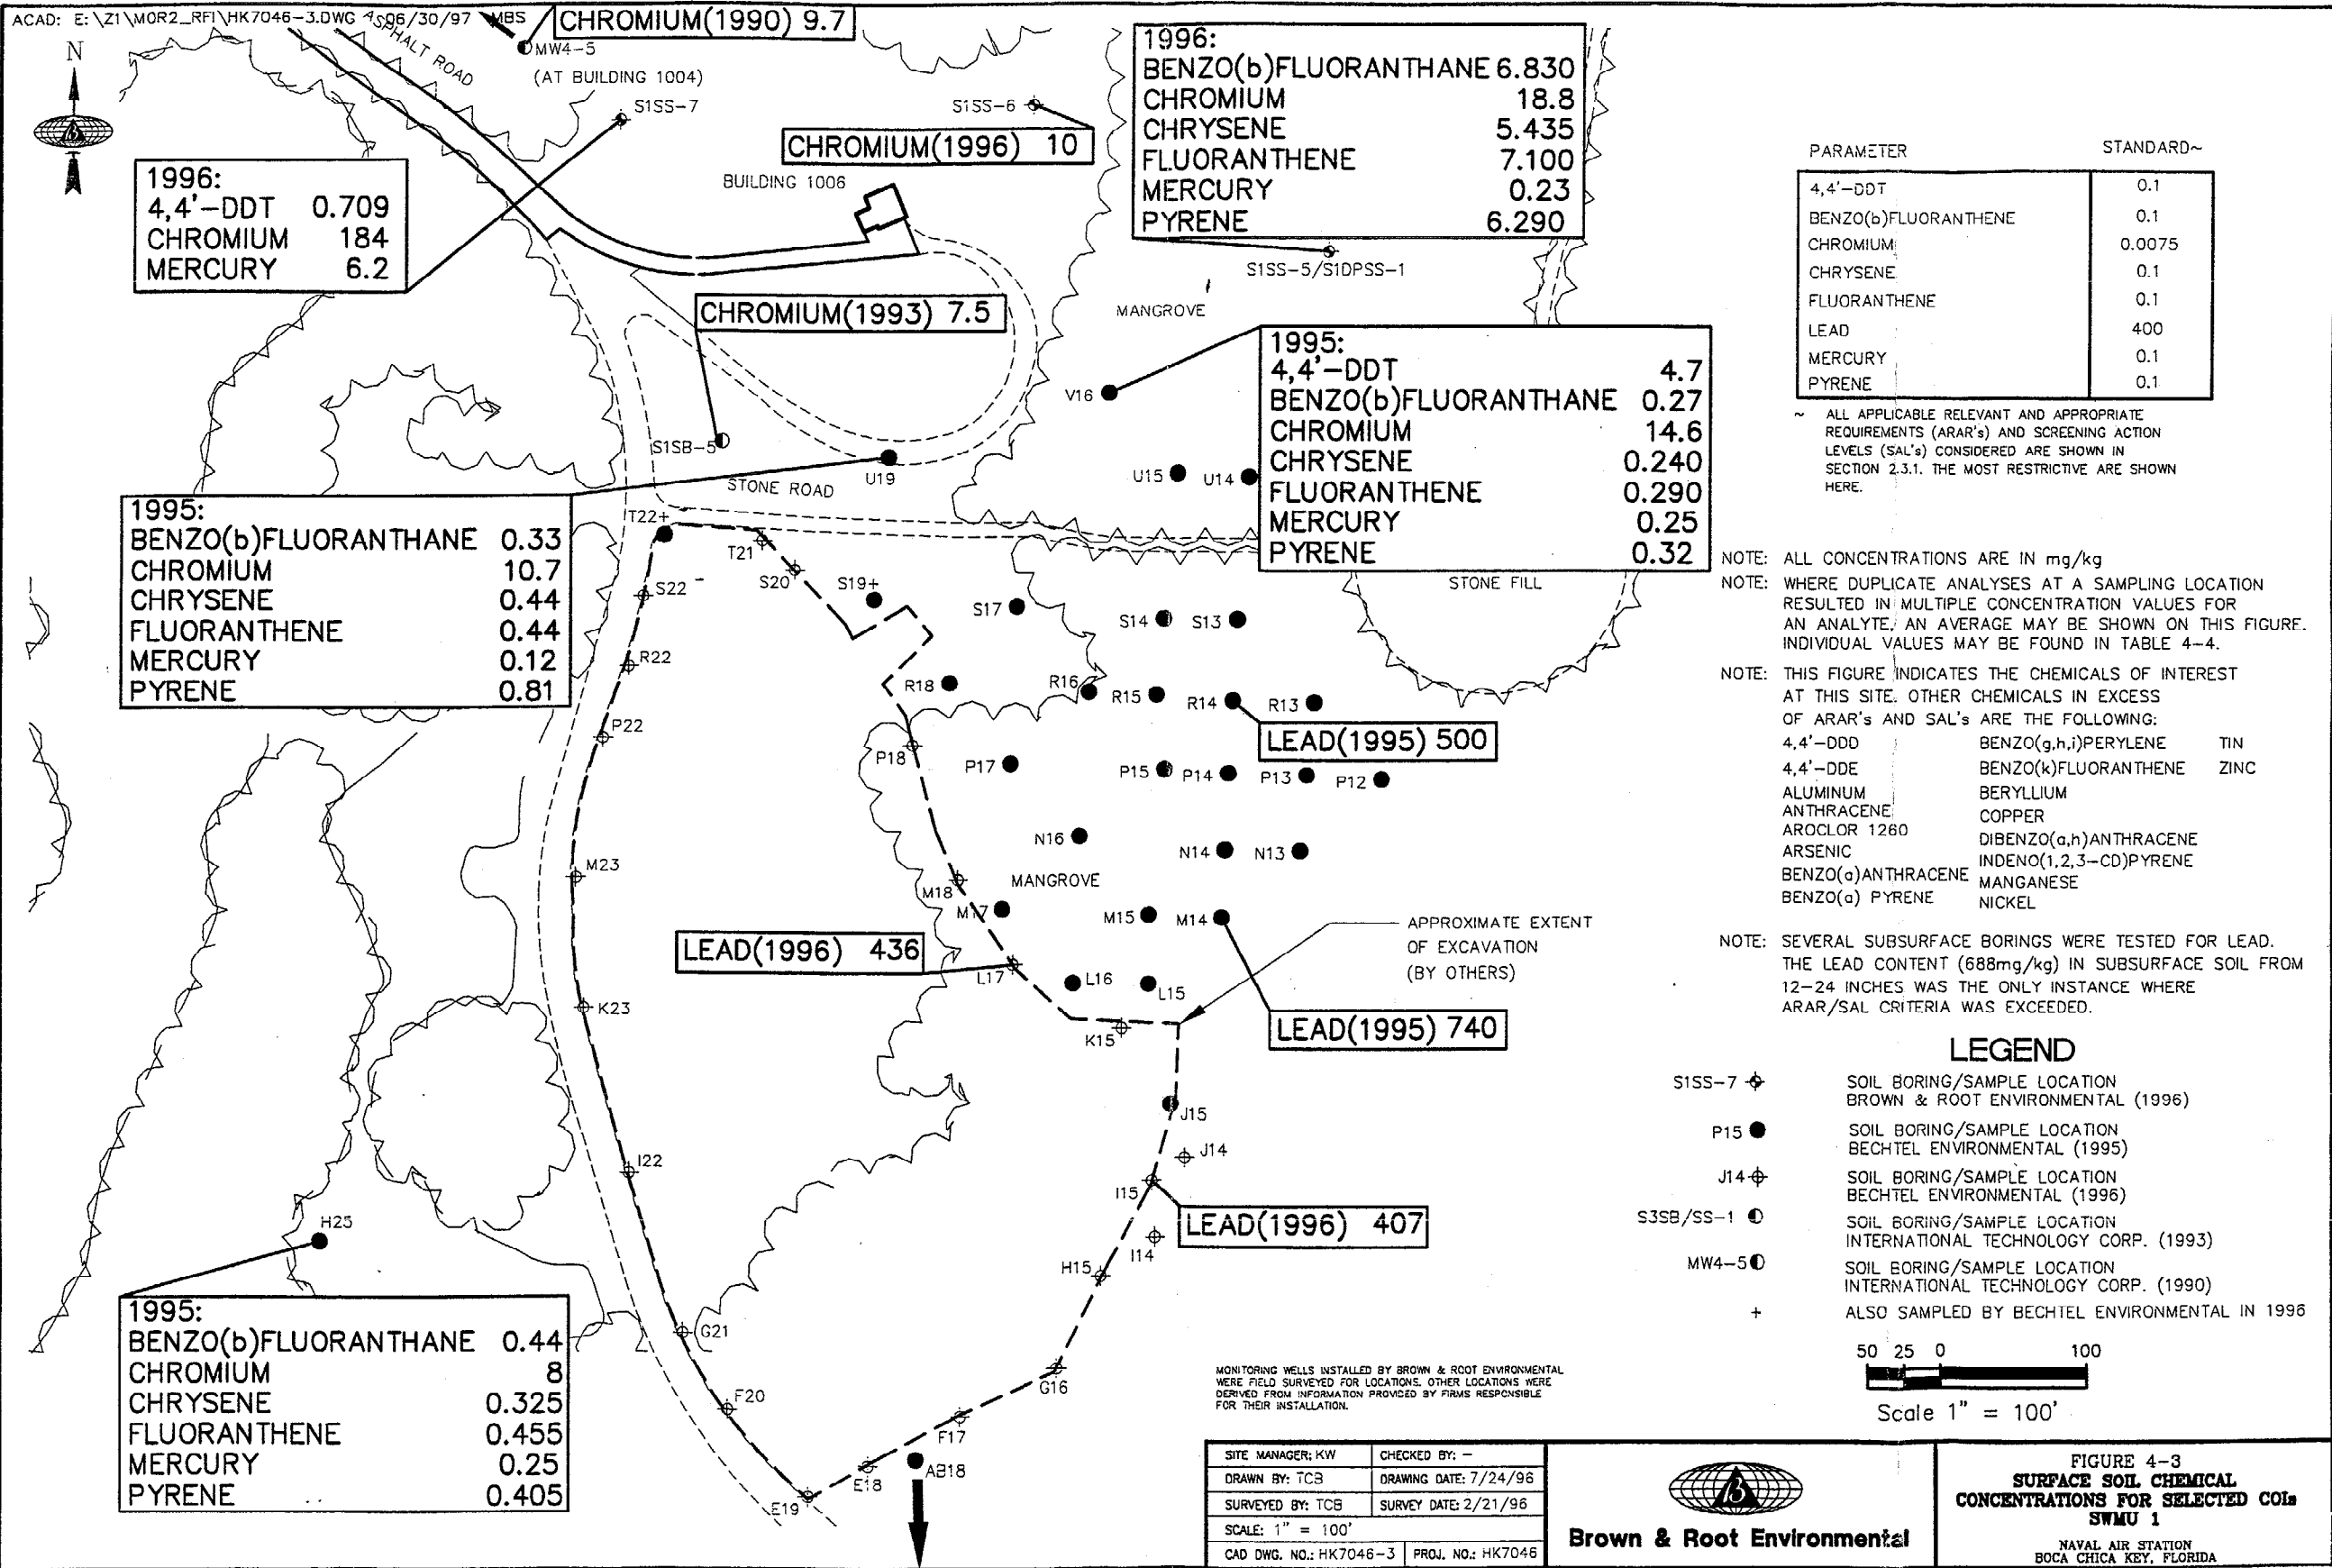 ACAD: E:\Z1\MOR2_RFI\HK7046-3.DWG 06/30/97 MBS
N
ASPHALT ROAD
CHROMIUM(1990) 9.7
MW4-5
(AT BUILDING 1004)
S1SS-7
S1SS-6
CHROMIUM(1996) 10
BUILDING 1006
1996:
4,4'-DDT 0.709
CHROMIUM 184
MERCURY 6.2
1996:
BENZO(b)FLUORANTHANE 6.830
CHROMIUM 18.8
CHRYSENE 5.435
FLUORANTHENE 7.100
MERCURY 0.23
PYRENE 6.290
S1SS-5/S1DPSS-1
MANGROVE
CHROMIUM(1993) 7.5
S1SB-5
V16
1995:
4,4'-DDT 4.7
BENZO(b)FLUORANTHANE 0.27
CHROMIUM 14.6
CHRYSENE 0.240
FLUORANTHENE 0.290
MERCURY 0.25
PYRENE 0.32
U19
STONE ROAD
U15
U14
1995:
BENZO(b)FLUORANTHANE 0.33
CHROMIUM 10.7
CHRYSENE 0.44
FLUORANTHENE 0.44
MERCURY 0.12
PYRENE 0.81
T22+
T21
S20
S19+
S22
S17
S14
S13
STONE FILL
R22
R18
R16
R15
R14
R13
LEAD(1995) 500
P22
P18
P17
P15
P14
P13
P12
N16
N14
N13
M23
M18
MANGROVE
M17
M15
M14
LEAD(1996) 436
L17
L16
L15
APPROXIMATE EXTENT
OF EXCAVATION
(BY OTHERS)
K23
K15
LEAD(1995) 740
J15
J14
I22
I15
LEAD(1996) 407
I14
H25
H15
1995:
BENZO(b)FLUORANTHANE 0.44
CHROMIUM 8
CHRYSENE 0.325
FLUORANTHENE 0.455
MERCURY 0.25
PYRENE 0.405
G21
G16
F20
F17
E19
E18
AB18
PARAMETER STANDARD~
4,4'-DDT 0.1
BENZO(b)FLUORANTHENE 0.1
CHROMIUM 0.0075
CHRYSENE 0.1
FLUORANTHENE 0.1
LEAD 400
MERCURY 0.1
PYRENE 0.1
~ ALL APPLICABLE RELEVANT AND APPROPRIATE
REQUIREMENTS (ARAR's) AND SCREENING ACTION
LEVELS (SAL's) CONSIDERED ARE SHOWN IN
SECTION 2.3.1. THE MOST RESTRICTIVE ARE SHOWN
HERE.
NOTE: ALL CONCENTRATIONS ARE IN mg/kg
NOTE: WHERE DUPLICATE ANALYSES AT A SAMPLING LOCATION
RESULTED IN MULTIPLE CONCENTRATION VALUES FOR
AN ANALYTE, AN AVERAGE MAY BE SHOWN ON THIS FIGURE.
INDIVIDUAL VALUES MAY BE FOUND IN TABLE 4-4.
NOTE: THIS FIGURE INDICATES THE CHEMICALS OF INTEREST
AT THIS SITE. OTHER CHEMICALS IN EXCESS
OF ARAR's AND SAL's ARE THE FOLLOWING:
4,4'-DDD BENZO(g,h,i)PERYLENE TIN
4,4'-DDE BENZO(k)FLUORANTHENE ZINC
ALUMINUM BERYLLIUM
ANTHRACENE COPPER
AROCLOR 1260 DIBENZO(a,h)ANTHRACENE
ARSENIC INDENO(1,2,3-CD)PYRENE
BENZO(a)ANTHRACENE MANGANESE
BENZO(a) PYRENE NICKEL
NOTE: SEVERAL SUBSURFACE BORINGS WERE TESTED FOR LEAD.
THE LEAD CONTENT (688mg/kg) IN SUBSURFACE SOIL FROM
12-24 INCHES WAS THE ONLY INSTANCE WHERE
ARAR/SAL CRITERIA WAS EXCEEDED.
LEGEND
S1SS-7 SOIL BORING/SAMPLE LOCATION
BROWN & ROOT ENVIRONMENTAL (1996)
P15 SOIL BORING/SAMPLE LOCATION
BECHTEL ENVIRONMENTAL (1995)
J14 SOIL BORING/SAMPLE LOCATION
BECHTEL ENVIRONMENTAL (1996)
S3SB/SS-1 SOIL BORING/SAMPLE LOCATION
INTERNATIONAL TECHNOLOGY CORP. (1993)
MW4-5 SOIL BORING/SAMPLE LOCATION
INTERNATIONAL TECHNOLOGY CORP. (1990)
+ ALSO SAMPLED BY BECHTEL ENVIRONMENTAL IN 1996
50 25 0 100
Scale 1" = 100'
MONITORING WELLS INSTALLED BY BROWN & ROOT ENVIRONMENTAL
WERE FIELD SURVEYED FOR LOCATIONS. OTHER LOCATIONS WERE
DERIVED FROM INFORMATION PROVIDED BY FIRMS RESPONSIBLE
FOR THEIR INSTALLATION.
SITE MANAGER: KW CHECKED BY: -
DRAWN BY: TCB DRAWING DATE: 7/24/96
SURVEYED BY: TCB SURVEY DATE: 2/21/96
SCALE: 1" = 100'
CAD DWG. NO.: HK7046-3 PROJ. NO.: HK7046
Brown & Root Environmental
FIGURE 4-3
SURFACE SOIL CHEMICAL
CONCENTRATIONS FOR SELECTED COIs
SWMU 1
NAVAL AIR STATION
BOCA CHICA KEY, FLORIDA